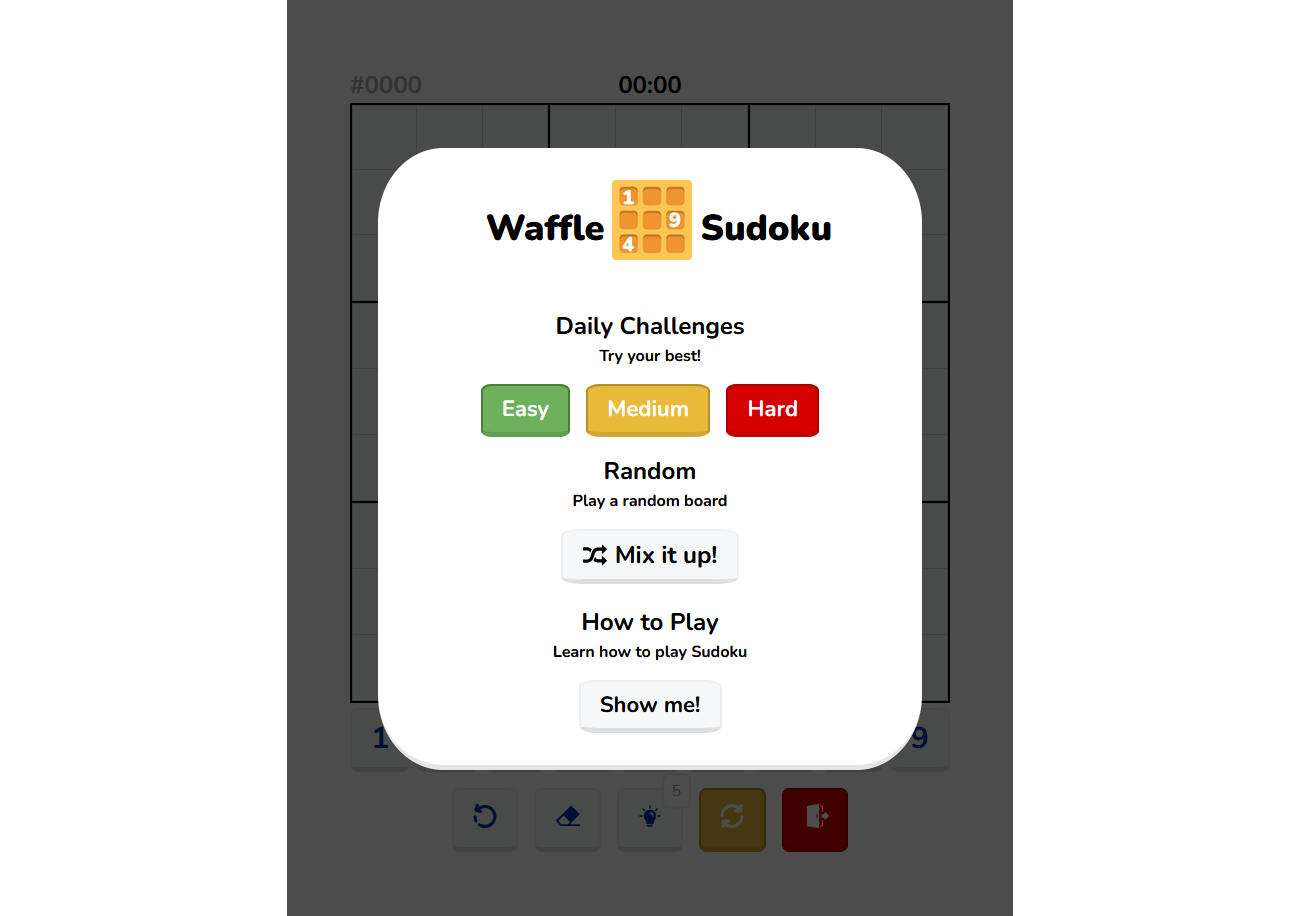 #0000 00:00
Waffle 1 9 4 Sudoku
Daily Challenges
Try your best!
Easy Medium Hard
Random
Play a random board
Mix it up!
How to Play
Learn how to play Sudoku
Show me!
1 9
5